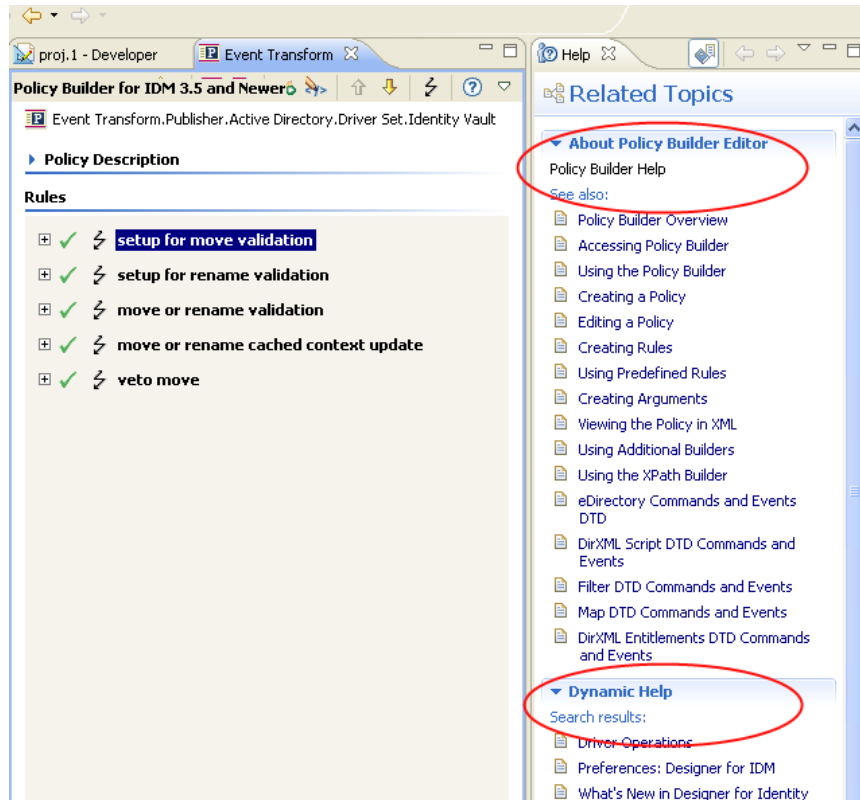 proj.1 - Developer
Event Transform
Policy Builder for IDM 3.5 and Newer
Event Transform.Publisher.Active Directory.Driver Set.Identity Vault
Policy Description
Rules
setup for move validation
setup for rename validation
move or rename validation
move or rename cached context update
veto move
Help
Related Topics
About Policy Builder Editor
Policy Builder Help
See also:
Policy Builder Overview
Accessing Policy Builder
Using the Policy Builder
Creating a Policy
Editing a Policy
Creating Rules
Using Predefined Rules
Creating Arguments
Viewing the Policy in XML
Using Additional Builders
Using the XPath Builder
eDirectory Commands and Events
DTD
DirXML Script DTD Commands and
Events
Filter DTD Commands and Events
Map DTD Commands and Events
DirXML Entitlements DTD Commands
and Events
Dynamic Help
Search results:
Driver Operations
Preferences: Designer for IDM
What's New in Designer for Identity